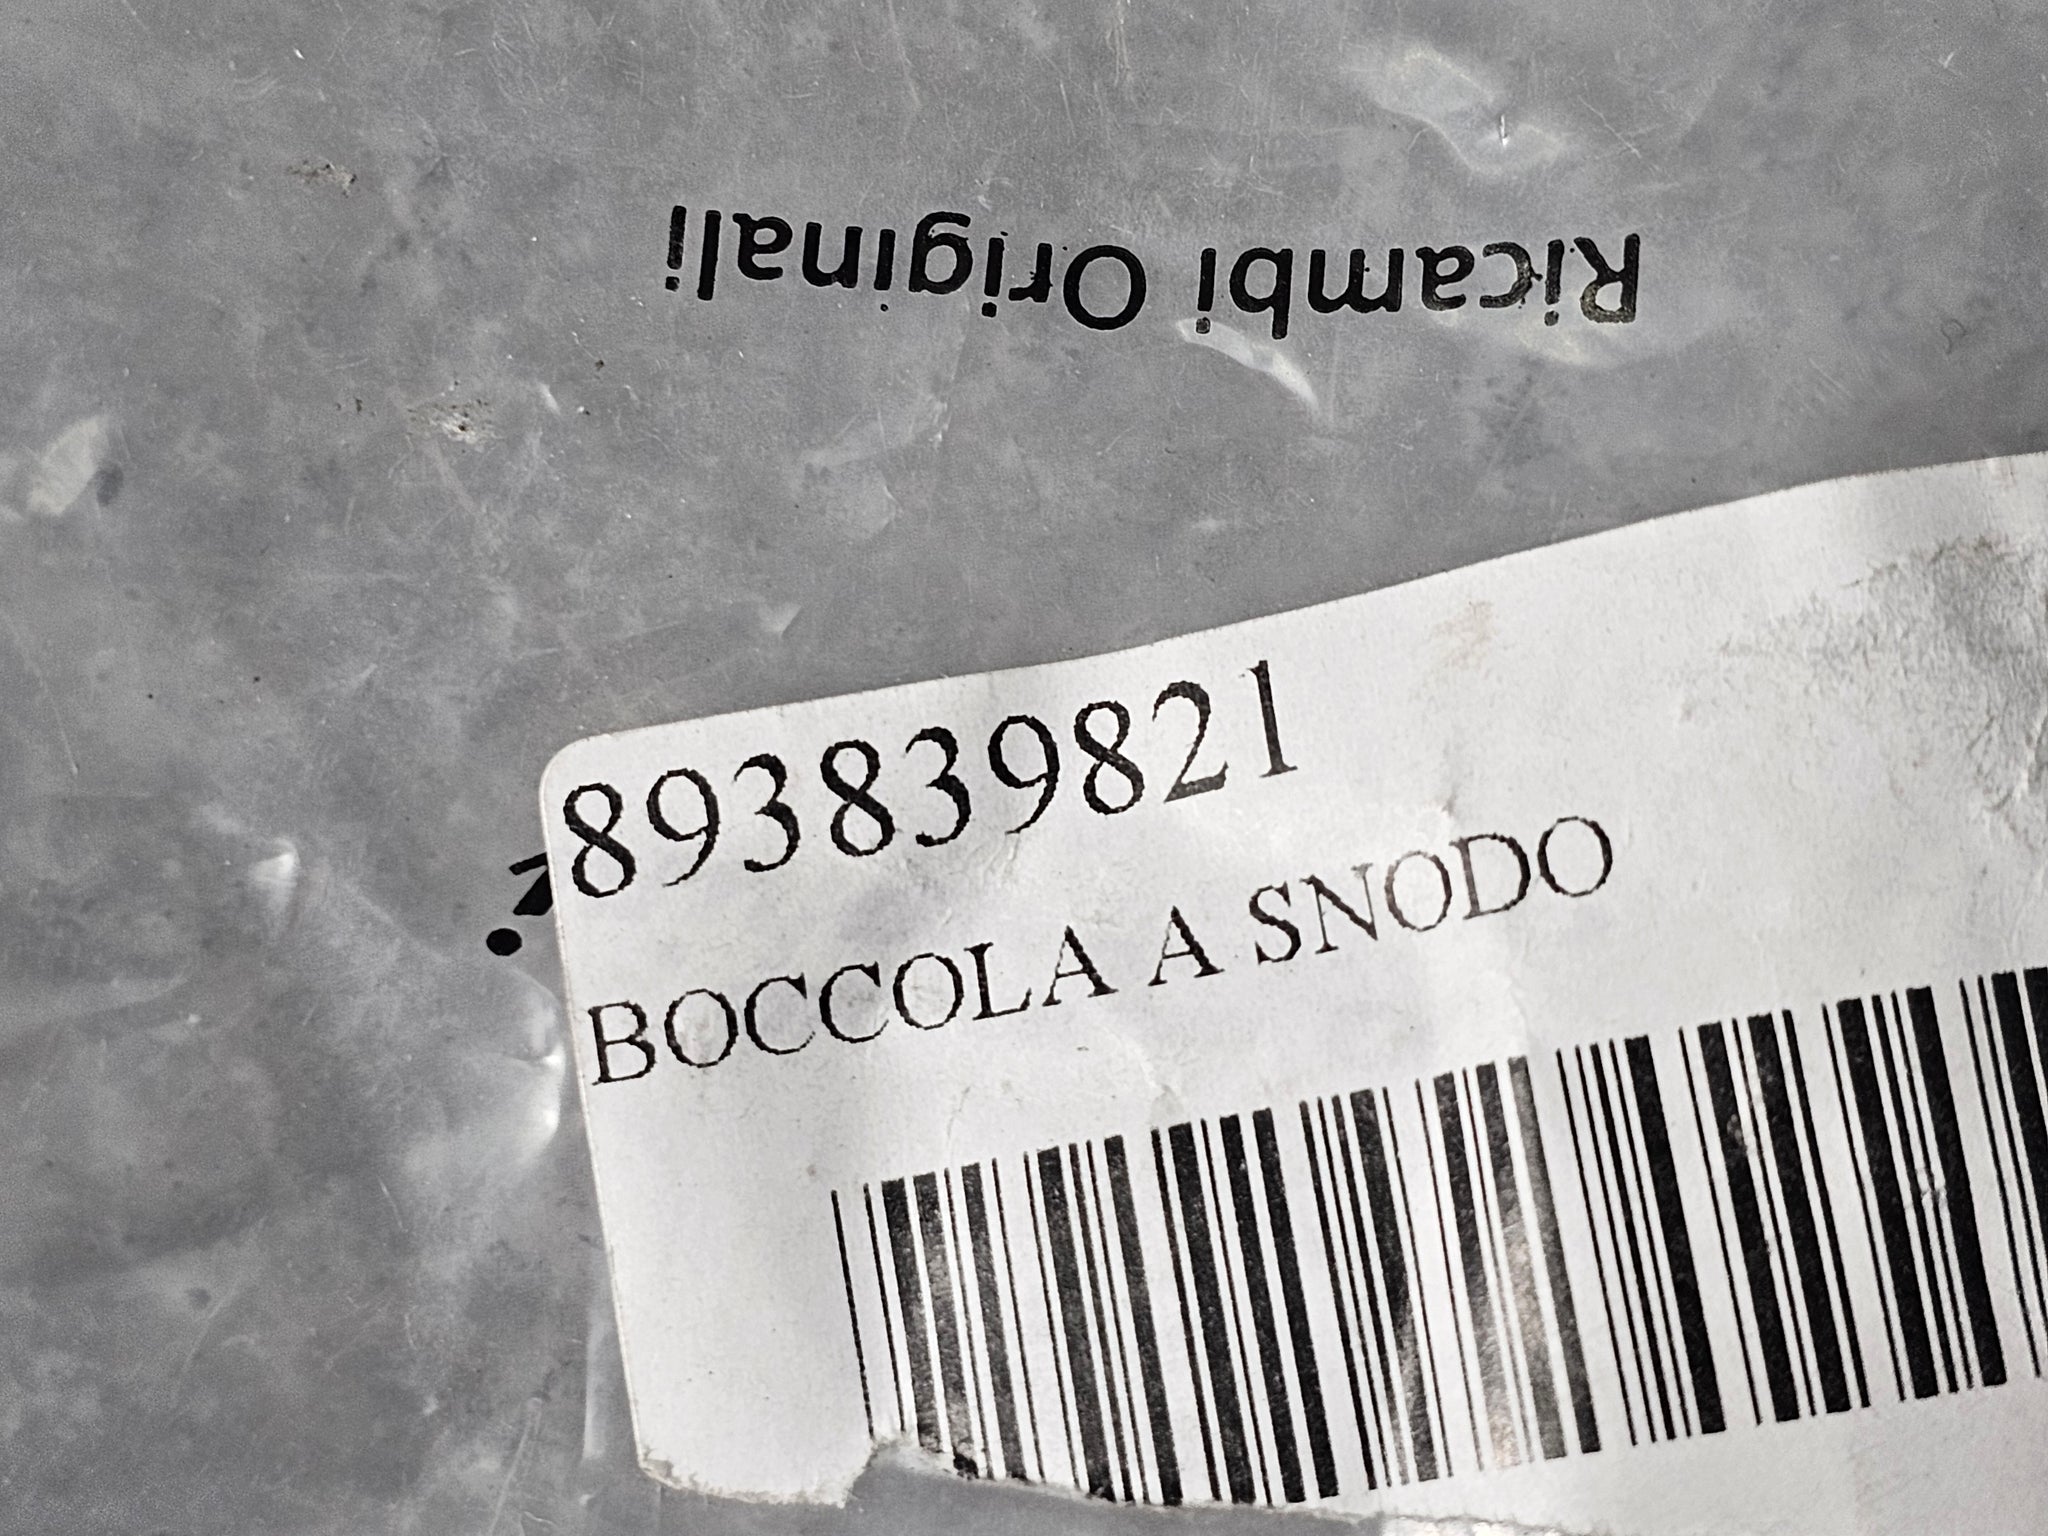 Ricambi Originali
893839821
BOCCOLA A SNODO